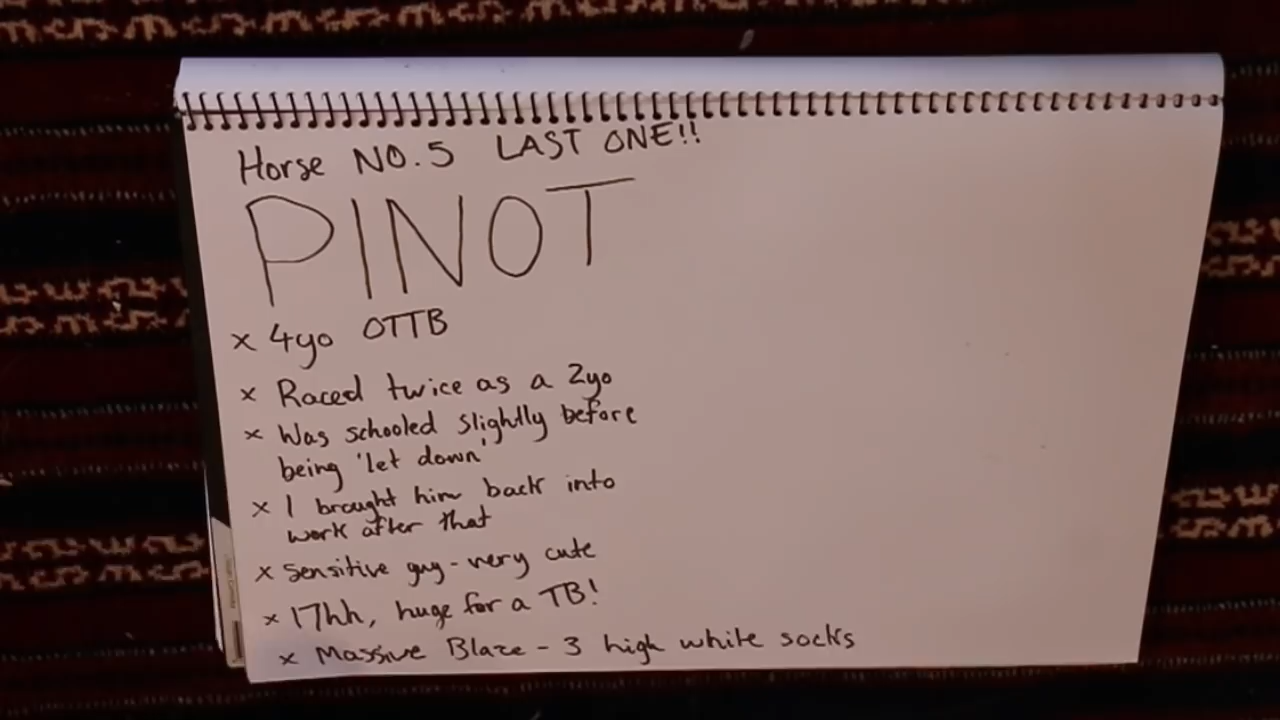 Horse NO.5 LAST ONE!!
PINOT
x 4yo OTTB
x Raced twice as a 2yo
x Was schooled slightly before
being 'let down'
x I brought him back into
work after that
x Sensitive guy - very cute
x 17hh, huge for a TB!
x Massive Blaze - 3 high white socks